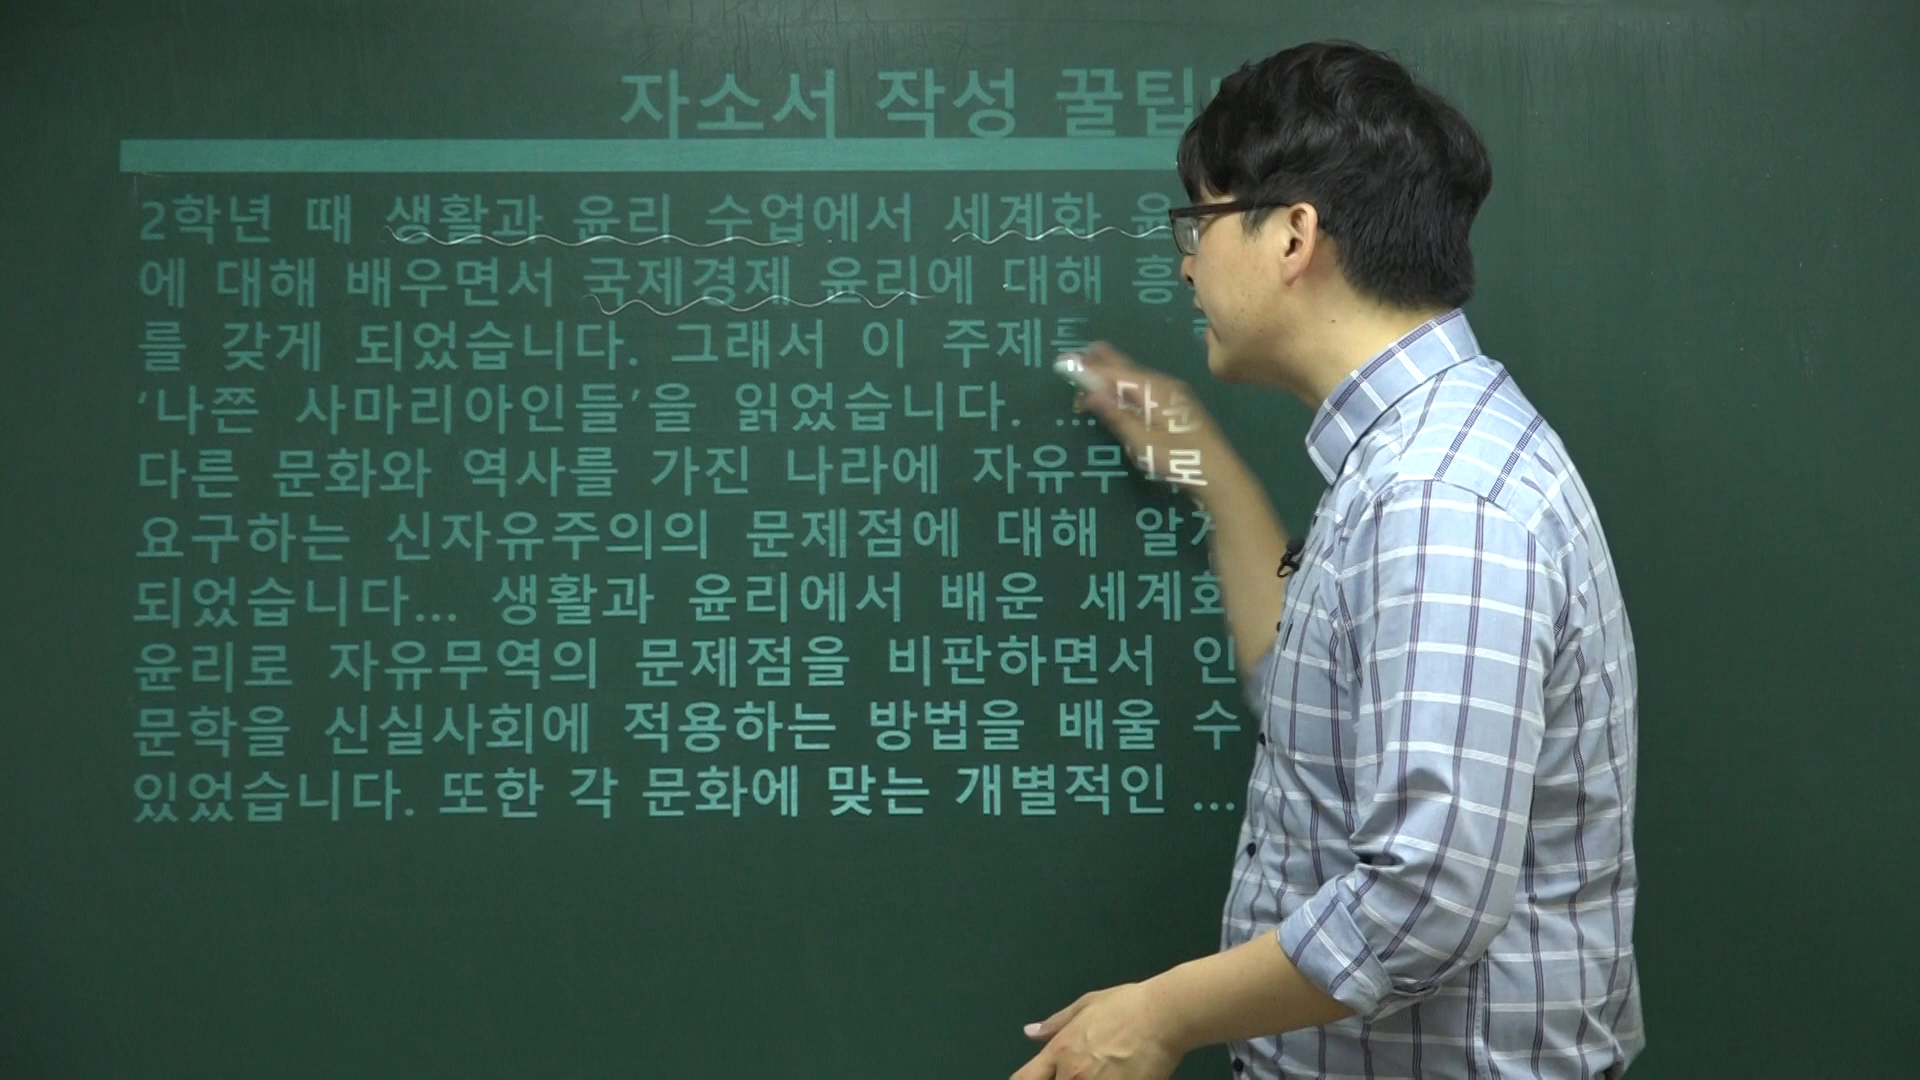 자소서 작성 꿀팁
2학년 때 생활과 윤리 수업에서 세계화
에 대해 배우면서 국제경제 윤리에 대해 흥
를 갖게 되었습니다. 그래서 이 주제를
‘나쁜 사마리아인들’을 읽었습니다. ...
다른 문화와 역사를 가진 나라에 자유무역로
요구하는 신자유주의의 문제점에 대해 알게
되었습니다... 생활과 윤리에서 배운 세계화
윤리로 자유무역의 문제점을 비판하면서 인
문학을 신실사회에 적용하는 방법을 배울 수
있었습니다. 또한 각 문화에 맞는 개별적인 ...